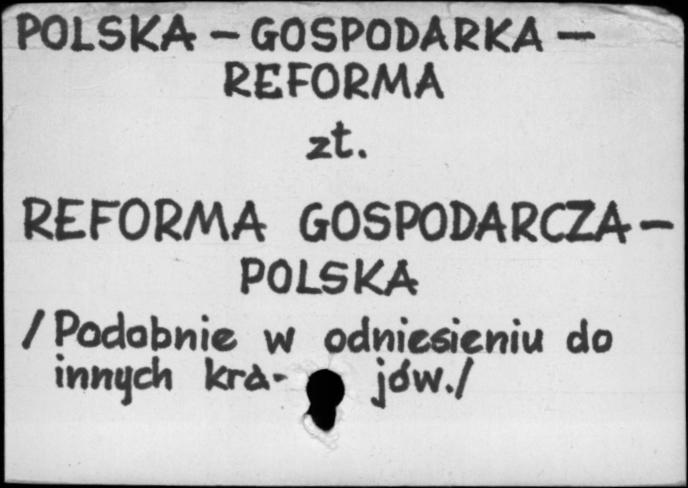 POLSKA – GOSPODARKA –
REFORMA
zt.
REFORMA GOSPODARCZA –
POLSKA
/Podobnie w odniesieniu do
innych kra- jów./